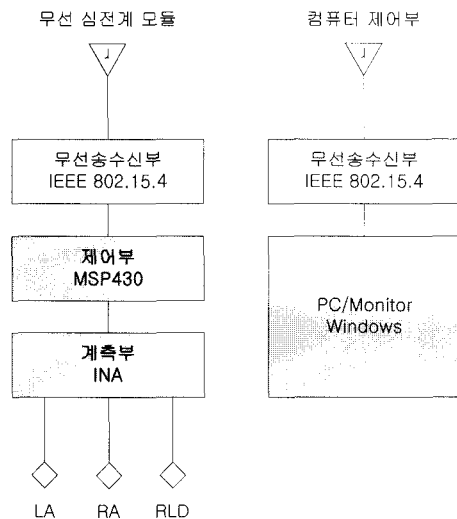 무선 심전계 모듈
무선송수신부
IEEE 802.15.4
제어부
MSP430
계측부
INA
LA RA RLD
컴퓨터 제어부
무선송수신부
IEEE 802.15.4
PC/Monitor
Windows